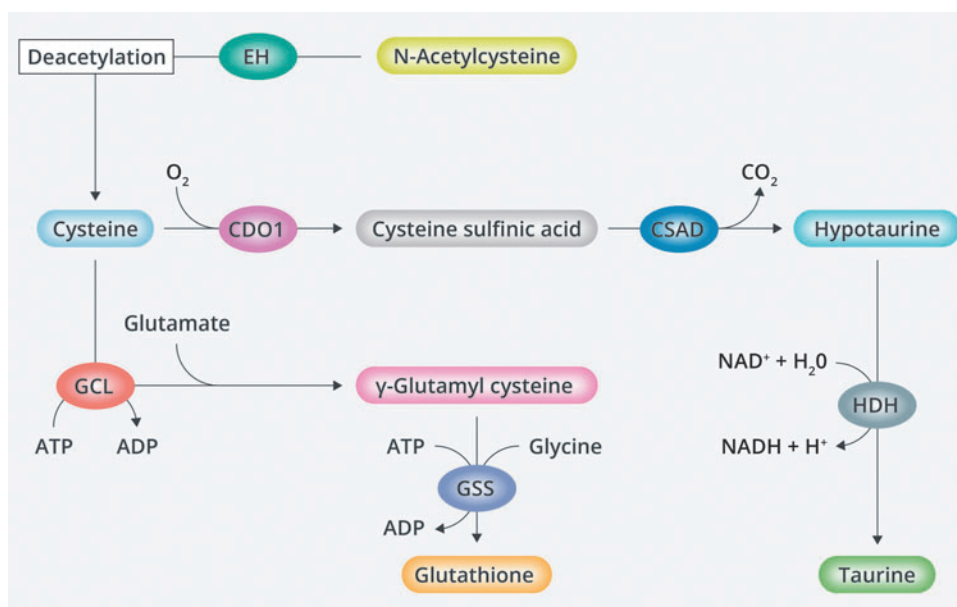 Deacetylation
EH
N-Acetylcysteine
O₂
CO₂
Cysteine
CDO1
Cysteine sulfinic acid
CSAD
Hypotaurine
Glutamate
NAD⁺ + H₂0
GCL
γ-Glutamyl cysteine
HDH
ATP
ADP
ATP
Glycine
NADH + H⁺
GSS
ADP
Glutathione
Taurine